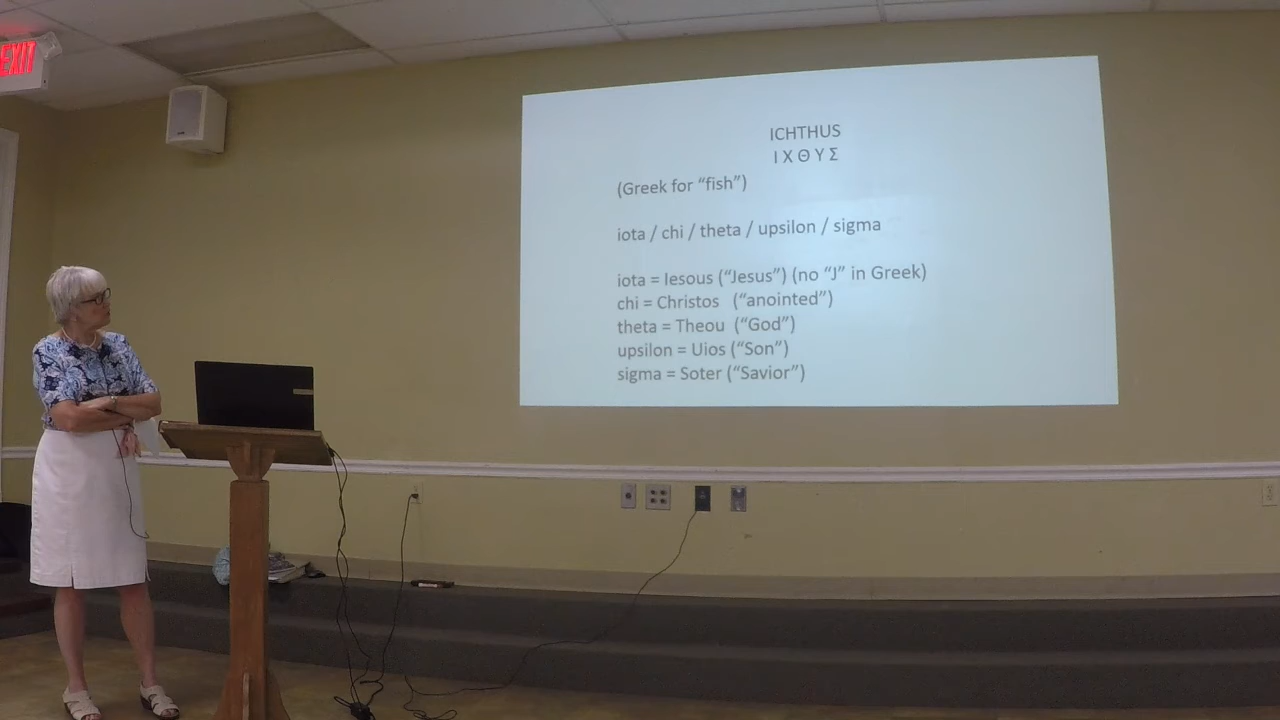 EXIT
ICHTHUS
Ι Χ Θ Υ Σ
(Greek for “fish”)
iota / chi / theta / upsilon / sigma
iota = Iesous (“Jesus”) (no “J” in Greek)
chi = Christos (“anointed”)
theta = Theou (“God”)
upsilon = Uios (“Son”)
sigma = Soter (“Savior”)